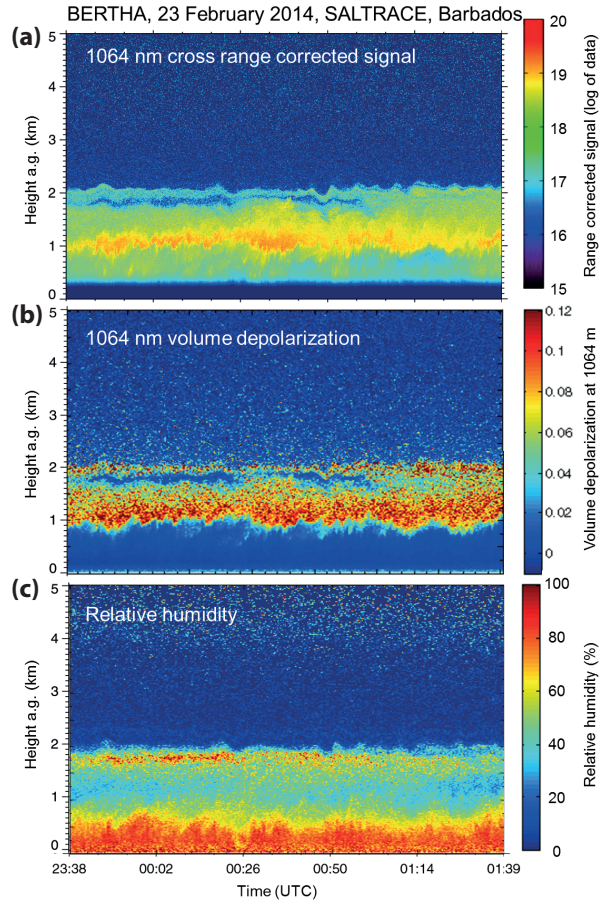 BERTHA, 23 February 2014, SALTRACE, Barbados
(a)
1064 nm cross range corrected signal
Height a.g. (km)
5
4
3
2
1
0
20
19
18
17
16
15
Range corrected signal (log of data)
(b)
1064 nm volume depolarization
Height a.g. (km)
5
4
3
2
1
0
0.12
0.10
0.08
0.06
0.04
0.02
0
Volume depolarization at 1064 m
(c)
Relative humidity
Height a.g. (km)
5
4
3
2
1
0
100
80
60
40
20
0
Relative humidity (%)
23:38 00:02 00:26 00:50 01:14 01:39
Time (UTC)